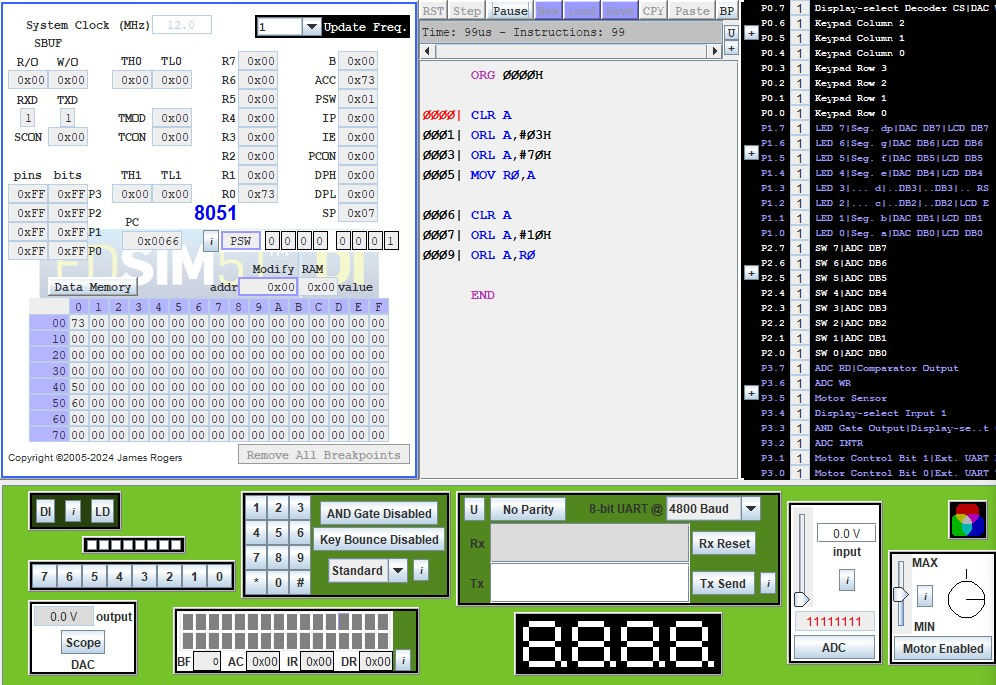 System Clock (MHz) 12.0 1 Update Freq.
SBUF
R/O W/O TH0 TL0 R7 0x00 B 0x00
0x00 0x00 0x00 0x00 R6 0x00 ACC 0x73
RXD TXD R5 0x00 PSW 0x01
1 1 TMOD 0x00 R4 0x00 IP 0x00
SCON 0x00 TCON 0x00 R3 0x00 IE 0x00
R2 0x00 PCON 0x00
pins bits TH1 TL1 R1 0x00 DPH 0x00
0xFF 0xFF P3 0x00 0x00 R0 0x73 DPL 0x00
0xFF 0xFF P2 8051 SP 0x07
0xFF 0xFF P1 PC
0xFF 0xFF P0 0x0066 i PSW 0 0 0 0 0 0 0 1
EDSIM51 DI
Modify RAM
Data Memory addr 0x00 0x00 value
0 1 2 3 4 5 6 7 8 9 A B C D E F
00 73 00 00 00 00 00 00 00 00 00 00 00 00 00 00 00
10 00 00 00 00 00 00 00 00 00 00 00 00 00 00 00 00
20 00 00 00 00 00 00 00 00 00 00 00 00 00 00 00 00
30 00 00 00 00 00 00 00 00 00 00 00 00 00 00 00 00
40 50 00 00 00 00 00 00 00 00 00 00 00 00 00 00 00
50 60 00 00 00 00 00 00 00 00 00 00 00 00 00 00 00
60 00 00 00 00 00 00 00 00 00 00 00 00 00 00 00 00
70 00 00 00 00 00 00 00 00 00 00 00 00 00 00 00 00
Copyright ©2005-2024 James Rogers Remove All Breakpoints
RST Step Pause New Load Save CPY Paste BP
Time: 99us - Instructions: 99 U
+
ORG 0000H
0000| CLR A
0001| ORL A,#03H
0003| ORL A,#70H
0005| MOV R0,A
0006| CLR A
0007| ORL A,#10H
0009| ORL A,R0
END
P0.7 1 Display-select Decoder CS|DAC
P0.6 1 Keypad Column 2
+ P0.5 1 Keypad Column 1
P0.4 1 Keypad Column 0
P0.3 1 Keypad Row 3
P0.2 1 Keypad Row 2
P0.1 1 Keypad Row 1
P0.0 1 Keypad Row 0
P1.7 1 LED 7|Seg. dp|DAC DB7|LCD DB7
P1.6 1 LED 6|Seg. g|DAC DB6|LCD DB6
+ P1.5 1 LED 5|Seg. f|DAC DB5|LCD DB5
P1.4 1 LED 4|Seg. e|DAC DB4|LCD DB4
P1.3 1 LED 3|... d|..DB3|..DB3|.. RS
P1.2 1 LED 2|... c|..DB2|..DB2|LCD E
P1.1 1 LED 1|Seg. b|DAC DB1|LCD DB1
P1.0 1 LED 0|Seg. a|DAC DB0|LCD DB0
P2.7 1 SW 7|ADC DB7
P2.6 1 SW 6|ADC DB6
+ P2.5 1 SW 5|ADC DB5
P2.4 1 SW 4|ADC DB4
P2.3 1 SW 3|ADC DB3
P2.2 1 SW 2|ADC DB2
P2.1 1 SW 1|ADC DB1
P2.0 1 SW 0|ADC DB0
P3.7 1 ADC RD|Comparator Output
P3.6 1 ADC WR
+ P3.5 1 Motor Sensor
P3.4 1 Display-select Input 1
P3.3 1 AND Gate Output|Display-se..t
P3.2 1 ADC INTR
P3.1 1 Motor Control Bit 1|Ext. UART
P3.0 1 Motor Control Bit 0|Ext. UART
DI i LD
7 6 5 4 3 2 1 0
0.0 V output
Scope
DAC
1 2 3
4 5 6
7 8 9
* 0 #
AND Gate Disabled
Key Bounce Disabled
Standard i
BF 0 AC 0x00 IR 0x00 DR 0x00 i
U No Parity 8-bit UART @ 4800 Baud
Rx Rx Reset
Tx Tx Send i
8.8.8.8.
0.0 V
input
i
11111111
ADC
MAX
i
MIN
Motor Enabled